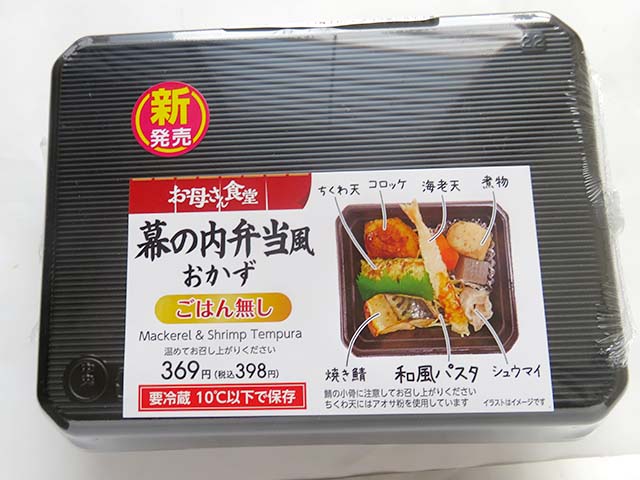 22
新
発売
お母さん食堂
幕の内弁当風
おかず
ごはん無し
Mackerel & Shrimp Tempura
温めてお召し上がりください
369円(税込398円)
要冷蔵 10℃以下で保存
ちくわ天 コロッケ 海老天 煮物
焼き鯖 和風パスタ シュウマイ
鯖の小骨に注意してお召し上がりください
ちくわ天にはアオサ粉を使用しています
イラストはイメージです